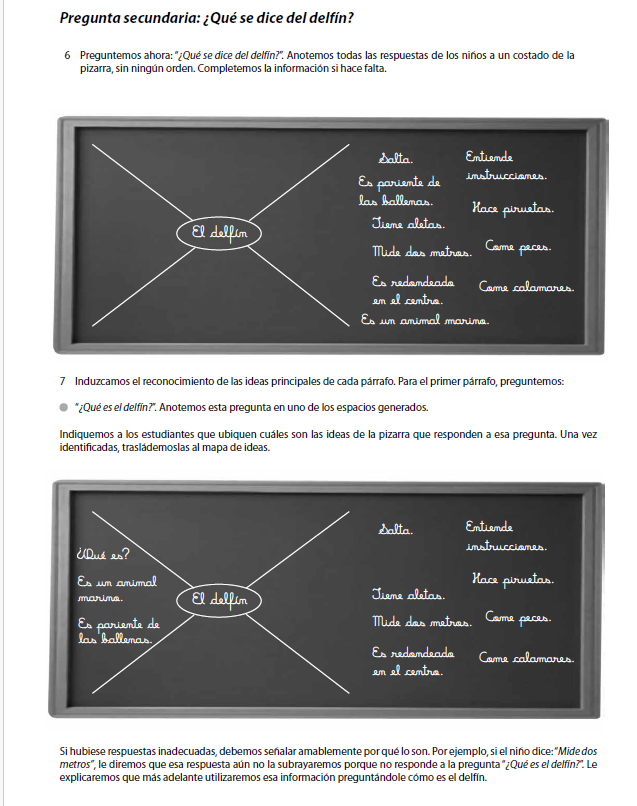 Pregunta secundaria: ¿Qué se dice del delfín?
6 Preguntemos ahora: "¿Qué se dice del delfín?". Anotemos todas las respuestas de los niños a un costado de la
pizarra, sin ningún orden. Completemos la información si hace falta.
El delfín
Salta.
Es pariente de
las ballenas.
Tiene aletas.
Mide dos metros.
Es redondeado
en el centro.
Es un animal marino.
Entiende
instrucciones.
Hace piruetas.
Come peces.
Come calamares.
7 Induzcamos el reconocimiento de las ideas principales de cada párrafo. Para el primer párrafo, preguntemos:
"¿Qué es el delfín?". Anotemos esta pregunta en uno de los espacios generados.
Indiquemos a los estudiantes que ubiquen cuáles son las ideas de la pizarra que responden a esa pregunta. Una vez
identificadas, trasládemoslas al mapa de ideas.
¿Qué es?
Es un animal
marino.
Es pariente de
las ballenas.
El delfín
Salta.
Tiene aletas.
Mide dos metros.
Es redondeado
en el centro.
Entiende
instrucciones.
Hace piruetas.
Come peces.
Come calamares.
Si hubiese respuestas inadecuadas, debemos señalar amablemente por qué lo son. Por ejemplo, si el niño dice: "Mide dos
metros", le diremos que esa respuesta aún no la subrayaremos porque no responde a la pregunta "¿Qué es el delfín?". Le
explicaremos que más adelante utilizaremos esa información preguntándole cómo es el delfín.